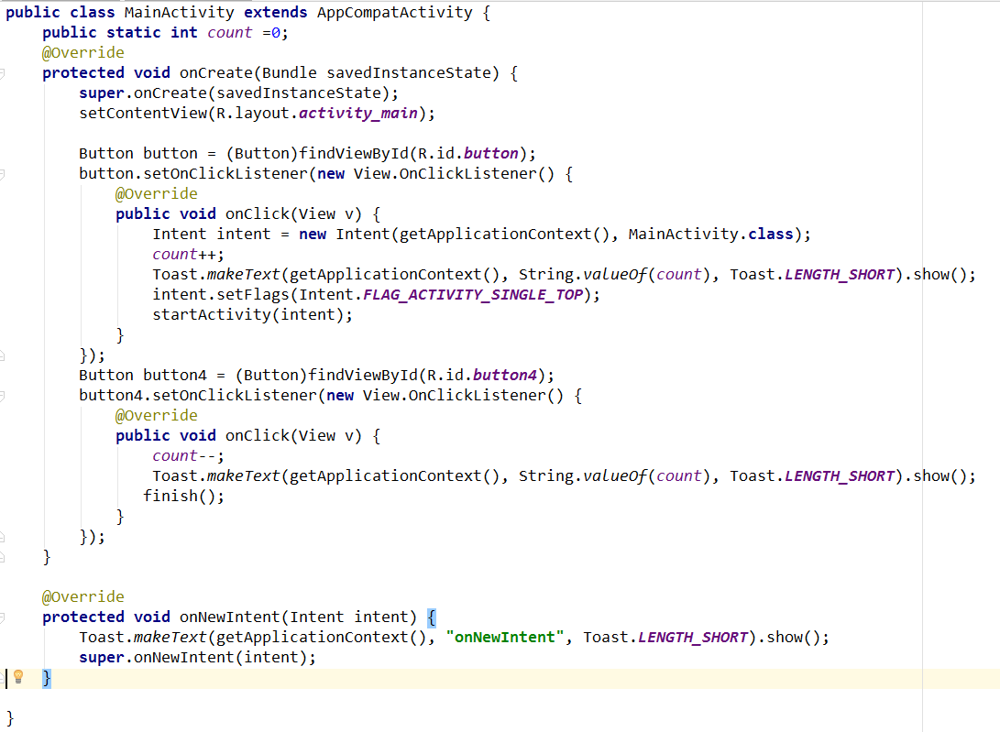 public class MainActivity extends AppCompatActivity {
    public static int count =0;
    @Override
    protected void onCreate(Bundle savedInstanceState) {
        super.onCreate(savedInstanceState);
        setContentView(R.layout.activity_main);

        Button button = (Button)findViewById(R.id.button);
        button.setOnClickListener(new View.OnClickListener() {
            @Override
            public void onClick(View v) {
                Intent intent = new Intent(getApplicationContext(), MainActivity.class);
                count++;
                Toast.makeText(getApplicationContext(), String.valueOf(count), Toast.LENGTH_SHORT).show();
                intent.setFlags(Intent.FLAG_ACTIVITY_SINGLE_TOP);
                startActivity(intent);
            }
        });
        Button button4 = (Button)findViewById(R.id.button4);
        button4.setOnClickListener(new View.OnClickListener() {
            @Override
            public void onClick(View v) {
                count--;
                Toast.makeText(getApplicationContext(), String.valueOf(count), Toast.LENGTH_SHORT).show();
               finish();
            }
        });
    }

    @Override
    protected void onNewIntent(Intent intent) {
        Toast.makeText(getApplicationContext(), "onNewIntent", Toast.LENGTH_SHORT).show();
        super.onNewIntent(intent);
    }

}